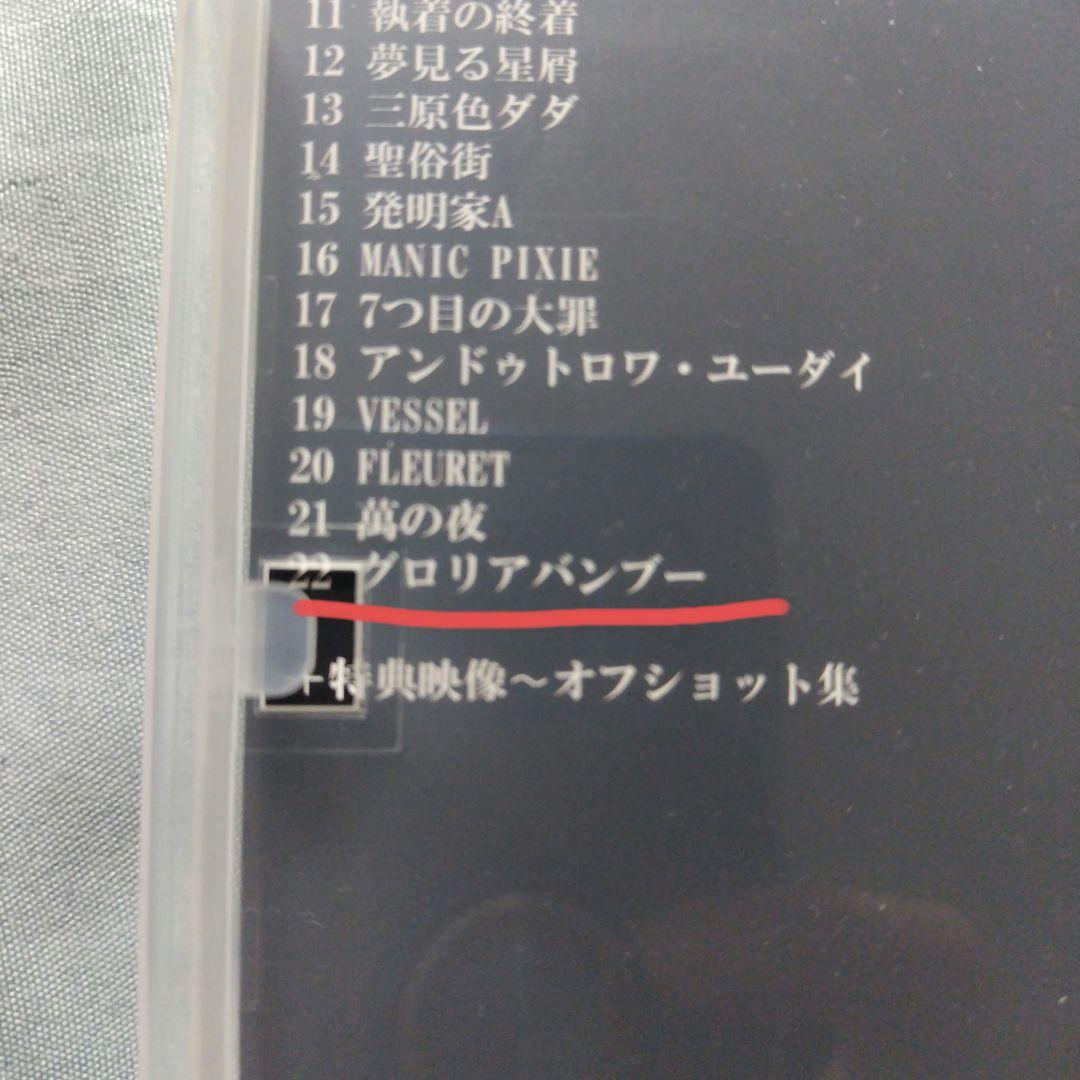 11 執着の終着
12 夢見る星屑
13 三原色ダダ
14 聖俗街
15 発明家A
16 MANIC PIXIE
17 7つ目の大罪
18 アンドゥトロワ・ユーダイ
19 VESSEL
20 FLEURET
21 萬の夜
22 グロリアバンブー
+特典映像～オフショット集